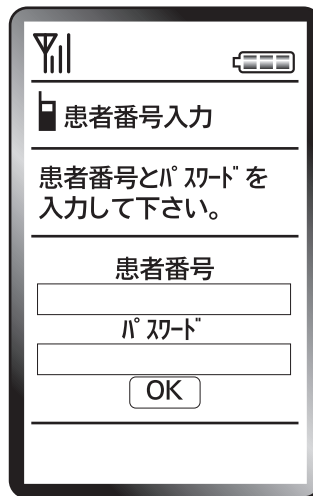 患者番号入力
患者番号とﾊﾟｽﾜｰﾄﾞを
入力して下さい。
患者番号
ﾊﾟｽﾜｰﾄﾞ
OK